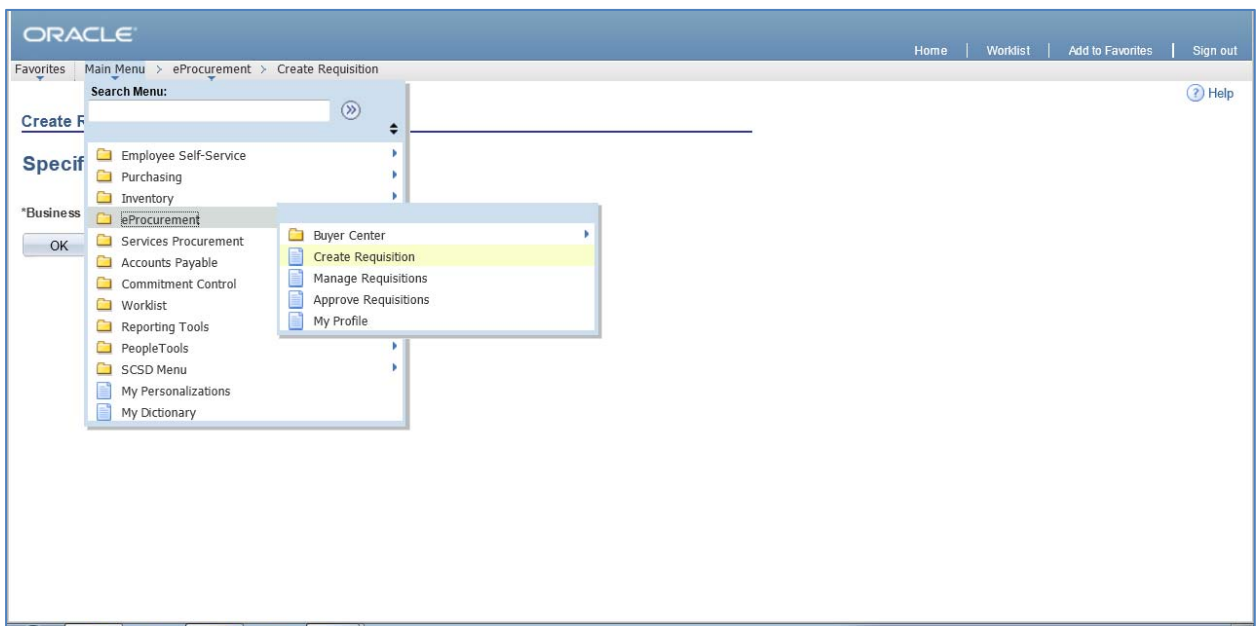 ORACLE
Home | Worklist | Add to Favorites | Sign out
Favorites Main Menu > eProcurement > Create Requisition
Search Menu:
Help
Create R
Specif
*Business
OK
Employee Self-Service
Purchasing
Inventory
eProcurement
Services Procurement
Accounts Payable
Commitment Control
Worklist
Reporting Tools
PeopleTools
SCSD Menu
My Personalizations
My Dictionary
Buyer Center
Create Requisition
Manage Requisitions
Approve Requisitions
My Profile